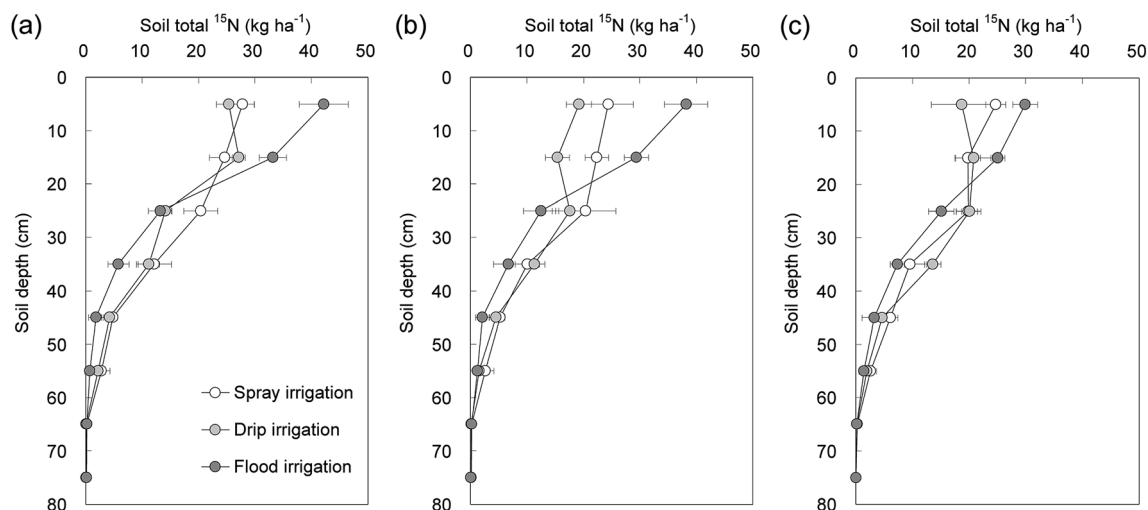 (a)
Soil total ¹⁵N (kg ha⁻¹)
0 10 20 30 40 50
Soil depth (cm)
0
10
20
30
40
50
60
70
80
Spray irrigation
Drip irrigation
Flood irrigation
(b)
Soil total ¹⁵N (kg ha⁻¹)
0 10 20 30 40 50
Soil depth (cm)
0
10
20
30
40
50
60
70
80
(c)
Soil total ¹⁵N (kg ha⁻¹)
0 10 20 30 40 50
Soil depth (cm)
0
10
20
30
40
50
60
70
80